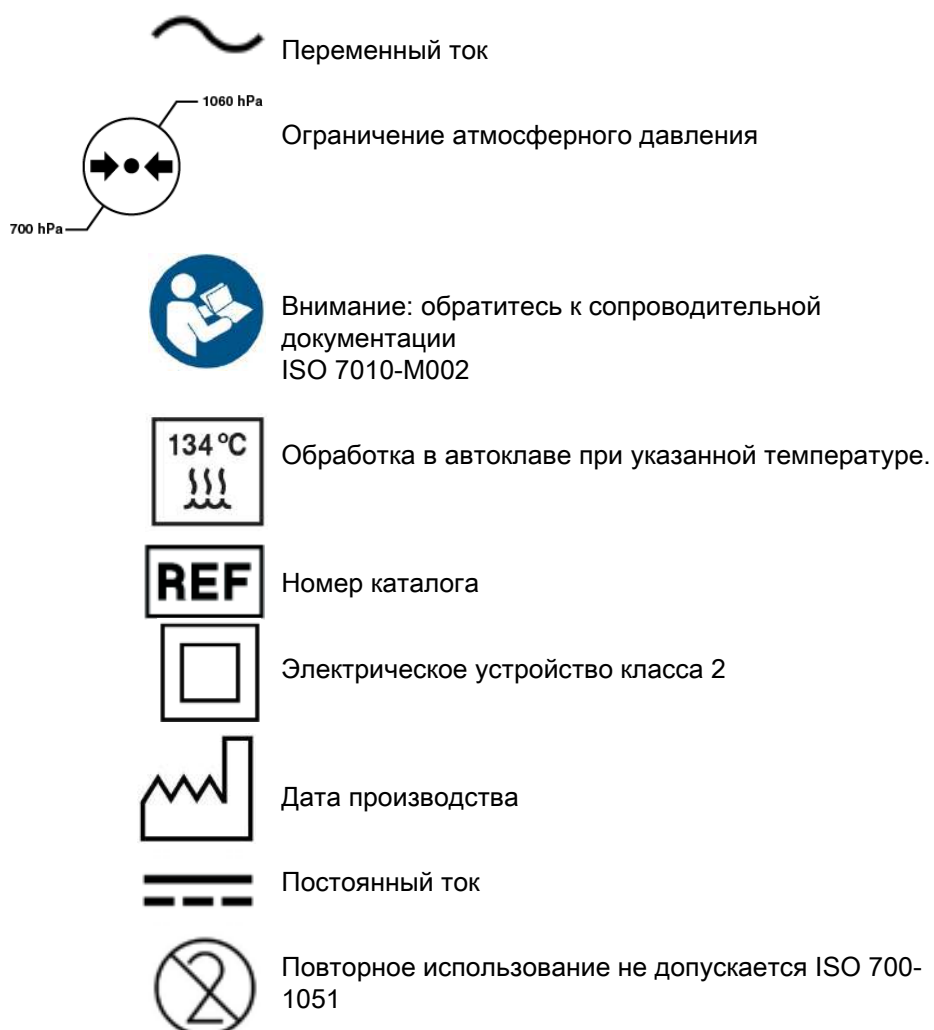 Переменный ток
1060 hPa
Ограничение атмосферного давления
700 hPa
Внимание: обратитесь к сопроводительной
документации
ISO 7010-M002
134 °C
Обработка в автоклаве при указанной температуре.
REF
Номер каталога
Электрическое устройство класса 2
Дата производства
Постоянный ток
2
Повторное использование не допускается ISO 700-
1051